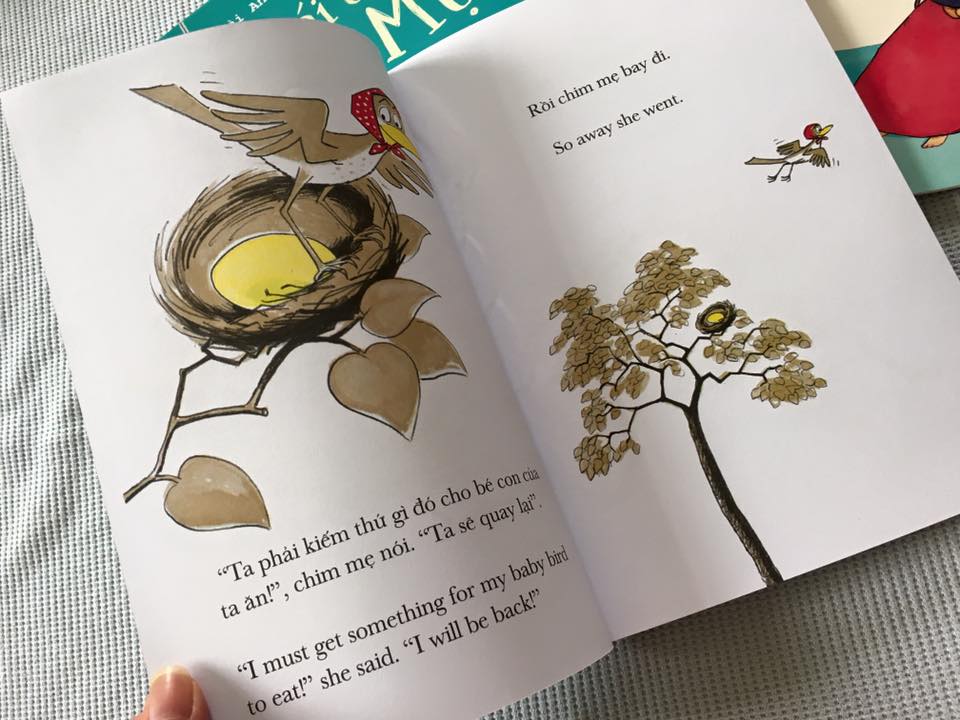 "Ta phải kiếm thứ gì đó cho bé con của
ta ăn!", chim mẹ nói. "Ta sẽ quay lại".
"I must get something for my baby bird
to eat!" she said. "I will be back!"
Rồi chim mẹ bay đi.
So away she went.